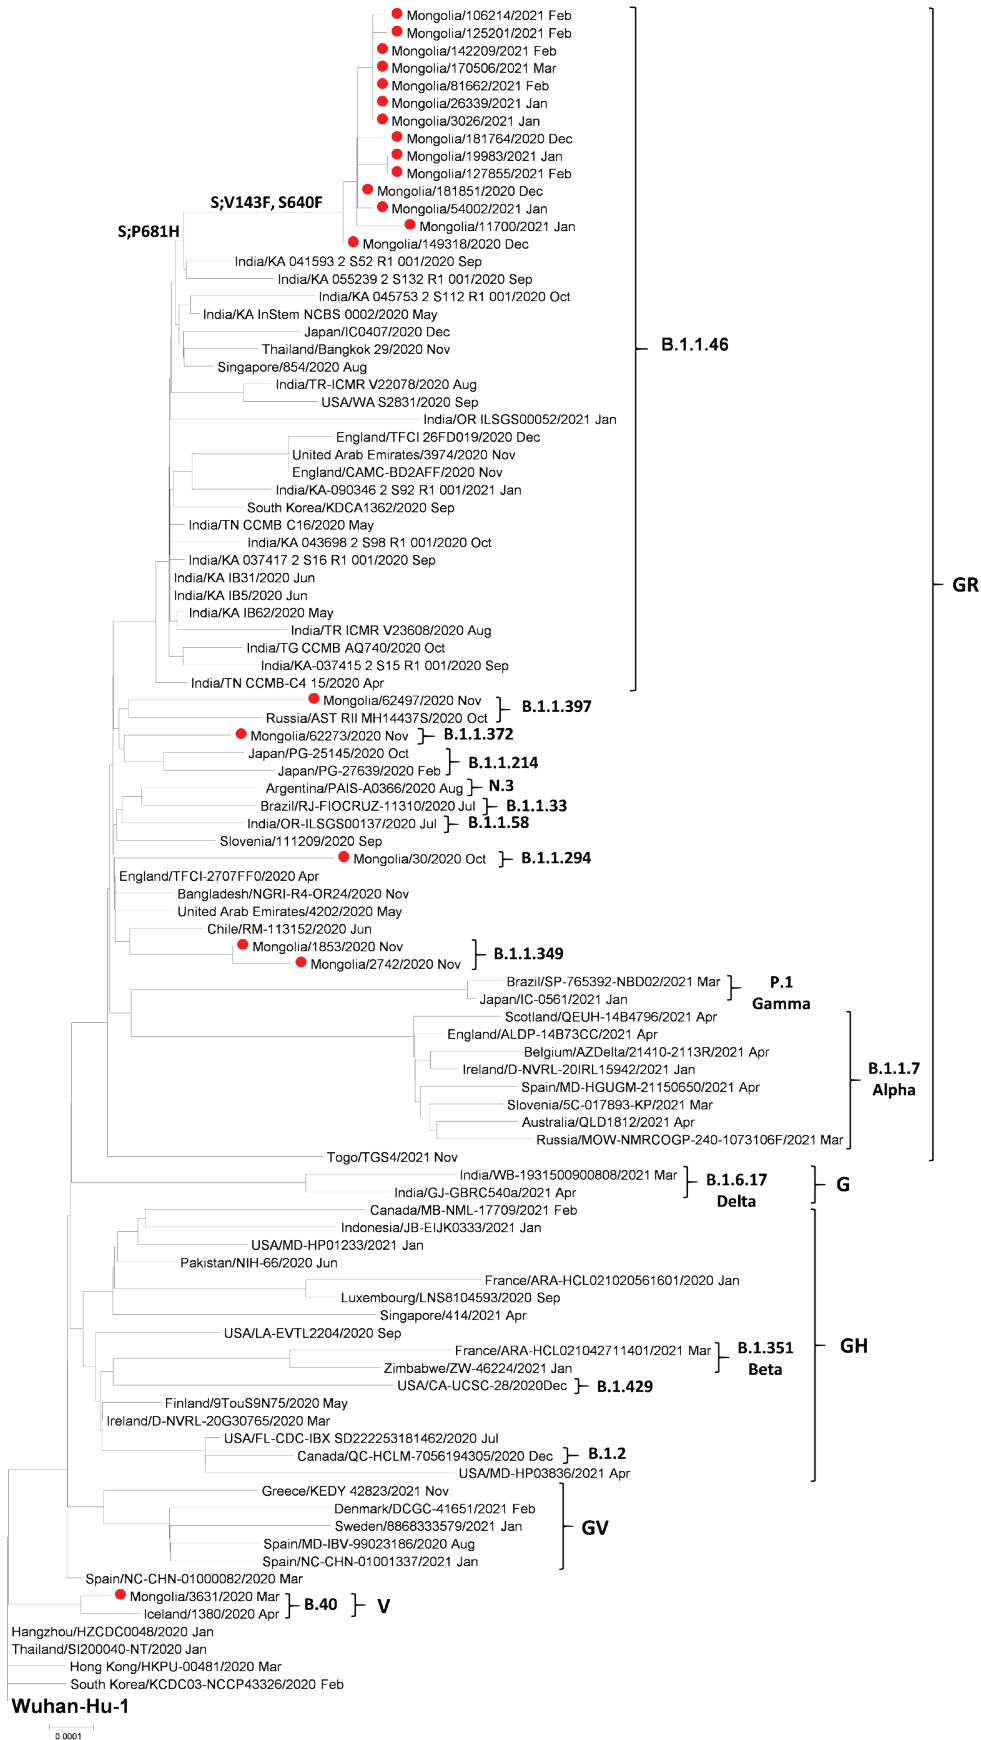 Mongolia/106214/2021 Feb
Mongolia/125201/2021 Feb
Mongolia/142209/2021 Feb
Mongolia/170506/2021 Mar
Mongolia/81662/2021 Feb
Mongolia/26339/2021 Jan
Mongolia/3026/2021 Jan
Mongolia/181764/2020 Dec
Mongolia/19983/2021 Jan
Mongolia/127855/2021 Feb
Mongolia/181851/2020 Dec
S;V143F, S640F
Mongolia/54002/2021 Jan
Mongolia/11700/2021 Jan
S;P681H
Mongolia/149318/2020 Dec
India/KA 041593 2 S52 R1 001/2020 Sep
India/KA 055239 2 S132 R1 001/2020 Sep
India/KA 045753 2 S112 R1 001/2020 Oct
India/KA InStem NCBS 0002/2020 May
Japan/IC0407/2020 Dec
Thailand/Bangkok 29/2020 Nov
B.1.1.46
Singapore/854/2020 Aug
India/TR-ICMR V22078/2020 Aug
USA/WA S2831/2020 Sep
India/OR ILSGS00052/2021 Jan
England/TFCI 26FD019/2020 Dec
United Arab Emirates/3974/2020 Nov
England/CAMC-BD2AFF/2020 Nov
India/KA-090346 2 S92 R1 001/2021 Jan
South Korea/KDCA1362/2020 Sep
India/TN CCMB C16/2020 May
India/KA 043698 2 S98 R1 001/2020 Oct
India/KA 037417 2 S16 R1 001/2020 Sep
India/KA IB31/2020 Jun
GR
India/KA IB5/2020 Jun
India/KA IB62/2020 May
India/TR ICMR V23608/2020 Aug
India/TG CCMB AQ740/2020 Oct
India/KA-037415 2 S15 R1 001/2020 Sep
India/TN CCMB-C4 15/2020 Apr
Mongolia/62497/2020 Nov
B.1.1.397
Russia/AST RII MH14437S/2020 Oct
Mongolia/62273/2020 Nov
B.1.1.372
Japan/PG-25145/2020 Oct
B.1.1.214
Japan/PG-27639/2020 Feb
Argentina/PAIS-A0366/2020 Aug
N.3
Brazil/RJ-FIOCRUZ-11310/2020 Jul
B.1.1.33
India/OR-ILSGS00137/2020 Jul
B.1.1.58
Slovenia/111209/2020 Sep
Mongolia/30/2020 Oct
B.1.1.294
England/TFCI-2707FF0/2020 Apr
Bangladesh/NGRI-R4-OR24/2020 Nov
United Arab Emirates/4202/2020 May
Chile/RM-113152/2020 Jun
Mongolia/1853/2020 Nov
B.1.1.349
Mongolia/2742/2020 Nov
Brazil/SP-765392-NBD02/2021 Mar
P.1
Gamma
Japan/IC-0561/2021 Jan
Scotland/QEUH-14B4796/2021 Apr
England/ALDP-14B73CC/2021 Apr
Belgium/AZDelta/21410-2113R/2021 Apr
Ireland/D-NVRL-20IRL15942/2021 Jan
B.1.1.7
Alpha
Spain/MD-HGUGM-21150650/2021 Apr
Slovenia/5C-017893-KP/2021 Mar
Australia/QLD1812/2021 Apr
Russia/MOW-NMRCOGP-240-1073106F/2021 Mar
Togo/TGS4/2021 Nov
India/WB-1931500900808/2021 Mar
B.1.6.17
Delta
G
India/GJ-GBRC540a/2021 Apr
Canada/MB-NML-17709/2021 Feb
Indonesia/JB-EIJK0333/2021 Jan
USA/MD-HP01233/2021 Jan
Pakistan/NIH-66/2020 Jun
France/ARA-HCL021020561601/2020 Jan
Luxembourg/LNS8104593/2020 Sep
Singapore/414/2021 Apr
USA/LA-EVTL2204/2020 Sep
GH
France/ARA-HCL021042711401/2021 Mar
B.1.351
Beta
Zimbabwe/ZW-46224/2021 Jan
USA/CA-UCSC-28/2020Dec
B.1.429
Finland/9TouS9N75/2020 May
Ireland/D-NVRL-20G30765/2020 Mar
USA/FL-CDC-IBX SD222253181462/2020 Jul
Canada/QC-HCLM-7056194305/2020 Dec
B.1.2
USA/MD-HP03836/2021 Apr
Greece/KEDY 42823/2021 Nov
Denmark/DCGC-41651/2021 Feb
Sweden/8868333579/2021 Jan
GV
Spain/MD-IBV-99023186/2020 Aug
Spain/NC-CHN-01001337/2021 Jan
Spain/NC-CHN-01000082/2020 Mar
Mongolia/3631/2020 Mar
B.40
V
Iceland/1380/2020 Apr
Hangzhou/HZCDC0048/2020 Jan
Thailand/SI200040-NT/2020 Jan
Hong Kong/HKPU-00481/2020 Mar
South Korea/KCDC03-NCCP43326/2020 Feb
Wuhan-Hu-1
0.0001